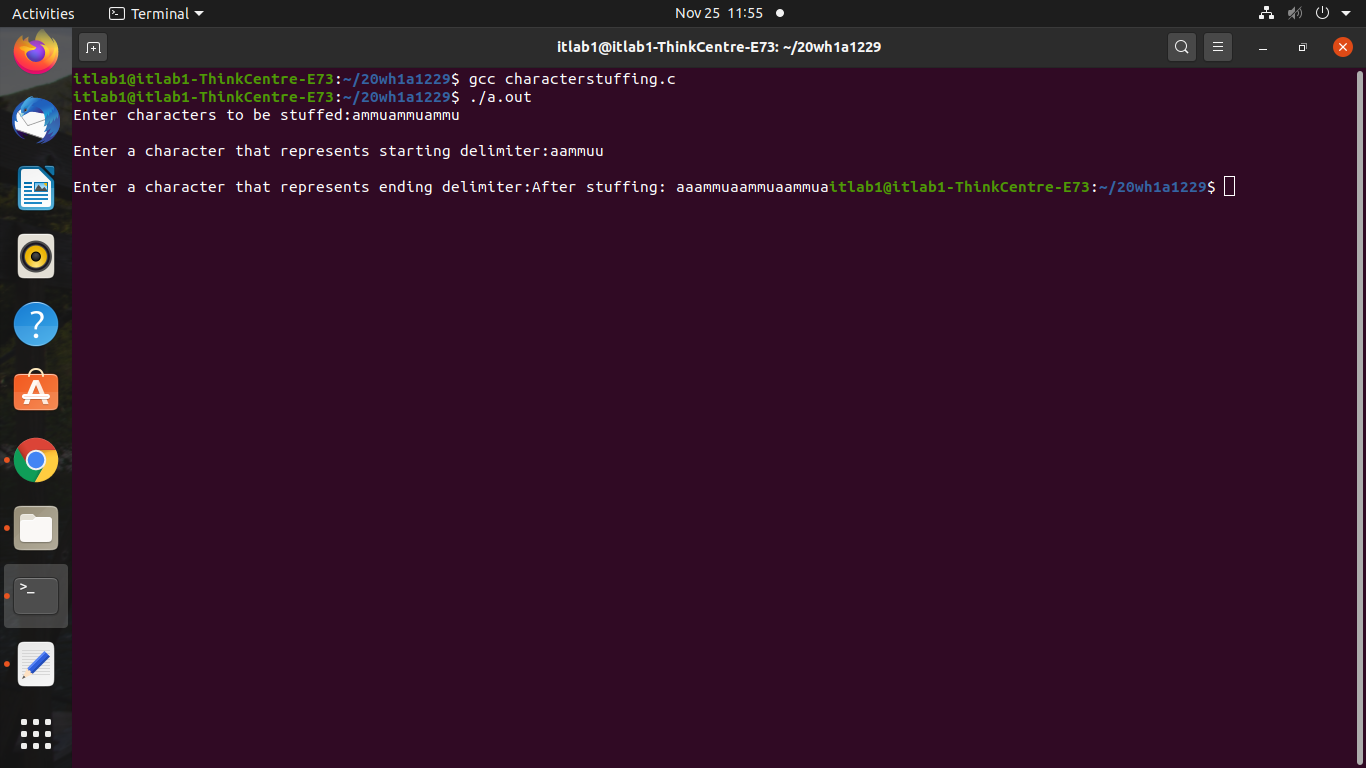 Activities Terminal Nov 25 11:55
itlab1@itlab1-ThinkCentre-E73: ~/20wh1a1229
itlab1@itlab1-ThinkCentre-E73:~/20wh1a1229$ gcc characterstuffing.c
itlab1@itlab1-ThinkCentre-E73:~/20wh1a1229$ ./a.out
Enter characters to be stuffed:ammuammuammu
Enter a character that represents starting delimiter:aammuu
Enter a character that represents ending delimiter:After stuffing: aaammuaammuaammuaitlab1@itlab1-ThinkCentre-E73:~/20wh1a1229$